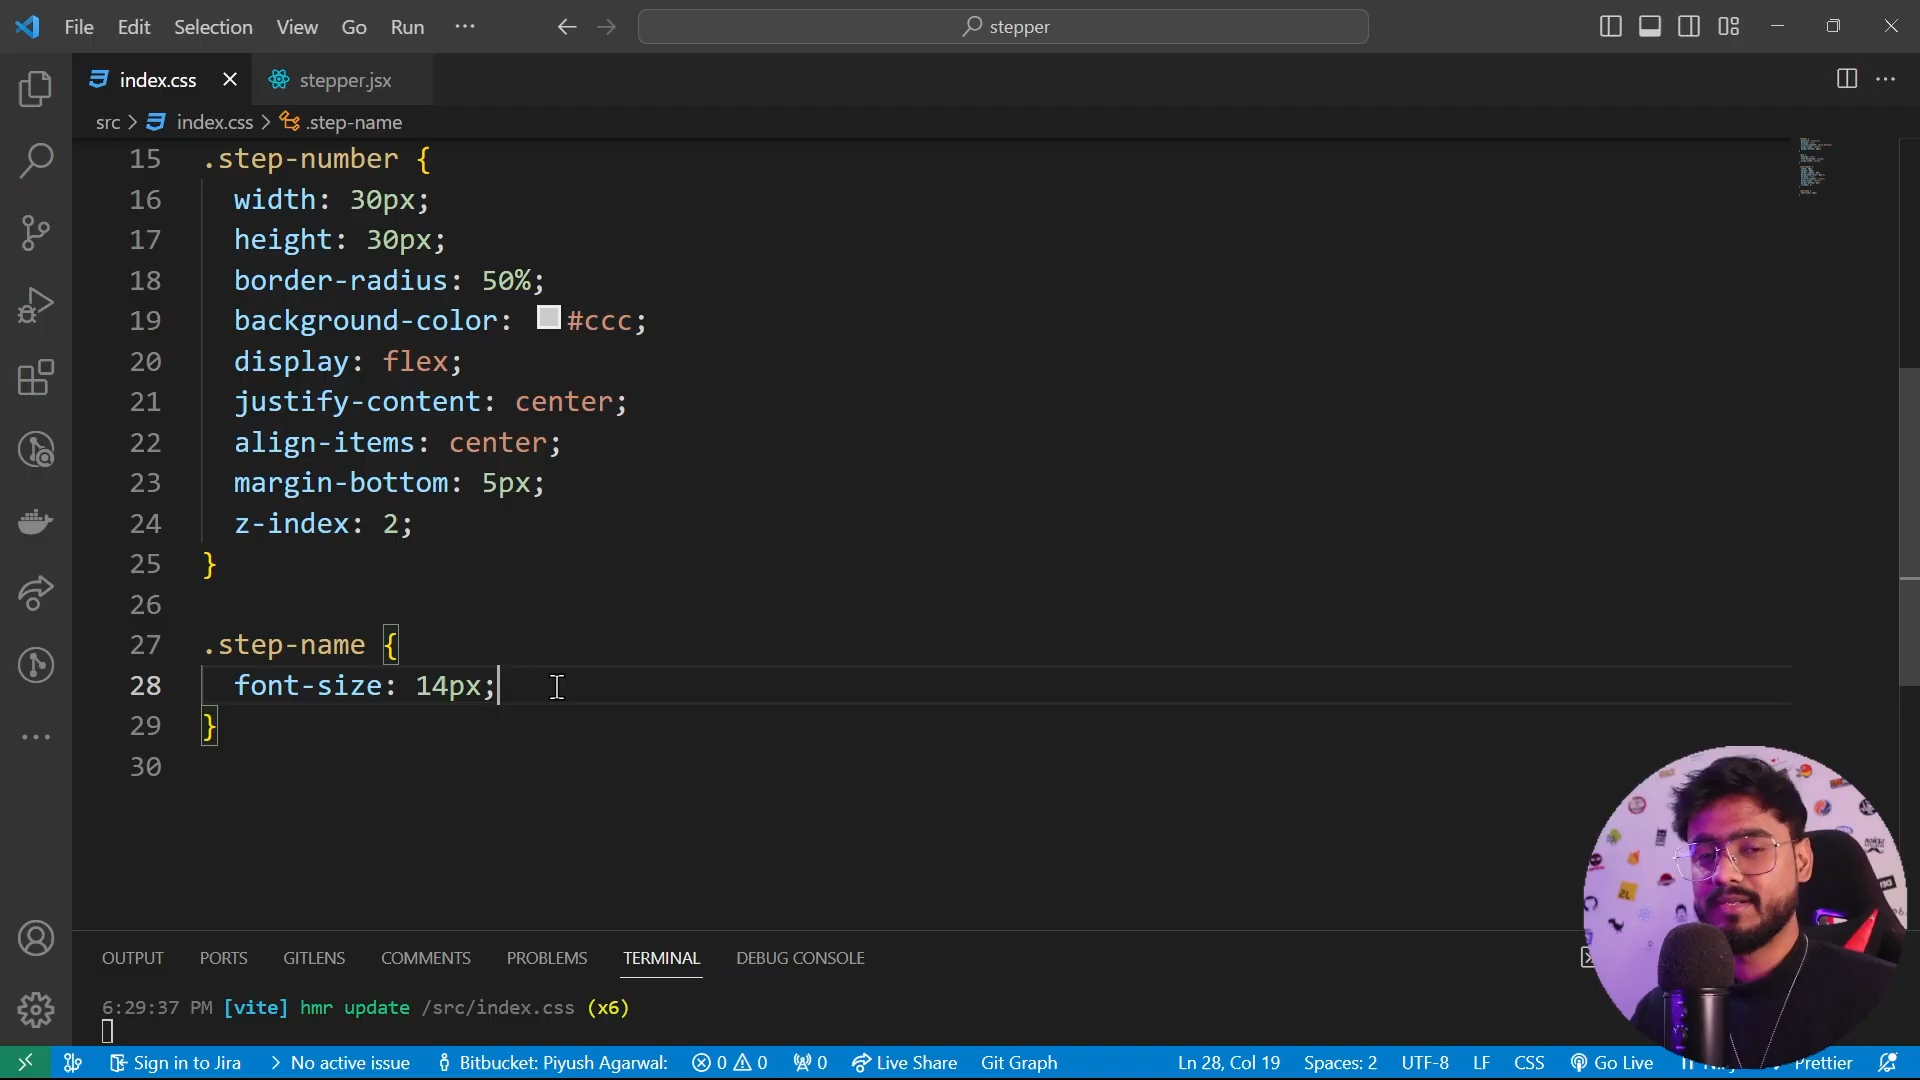 File Edit Selection View Go Run ··· stepper
index.css stepper.jsx
src > index.css > .step-name
15 .step-number {
16 width: 30px;
17 height: 30px;
18 border-radius: 50%;
19 background-color: #ccc;
20 display: flex;
21 justify-content: center;
22 align-items: center;
23 margin-bottom: 5px;
24 z-index: 2;
25 }
26
27 .step-name {
28 font-size: 14px;
29 }
30
OUTPUT PORTS GITLENS COMMENTS PROBLEMS TERMINAL DEBUG CONSOLE
6:29:37 PM [vite] hmr update /src/index.css (x6)
Sign in to Jira > No active issue Bitbucket: Piyush Agarwal: 0 0 0 Live Share Git Graph Ln 28, Col 19 Spaces: 2 UTF-8 LF CSS Go Live Prettier